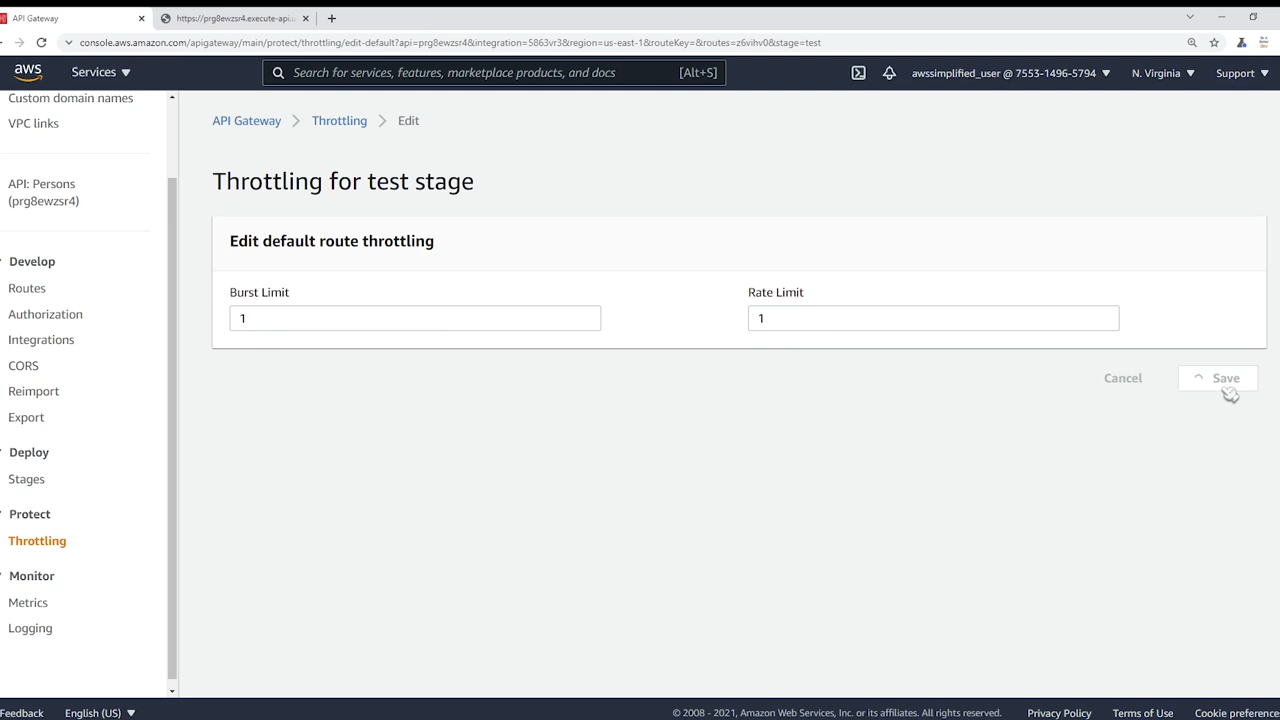 API Gateway
https://prg8ewzsr4.execute-api.u
console.aws.amazon.com/apigateway/main/protect/throttling/edit-default?api=prg8ewzsr4&integration=5863vr3&region=us-east-1&routeKey=&routes=z6vihv0&stage=test
aws
Services
Search for services, features, marketplace products, and docs
[Alt+S]
awssimplified_user @ 7553-1496-5794
N. Virginia
Support
Custom domain names
VPC links
API: Persons
(prg8ewzsr4)
Develop
Routes
Authorization
Integrations
CORS
Reimport
Export
Deploy
Stages
Protect
Throttling
Monitor
Metrics
Logging
API Gateway > Throttling > Edit
Throttling for test stage
Edit default route throttling
Burst Limit
1
Rate Limit
1
Cancel
Save
Feedback
English (US)
© 2008 - 2021, Amazon Web Services, Inc. or its affiliates. All rights reserved.
Privacy Policy
Terms of Use
Cookie preference